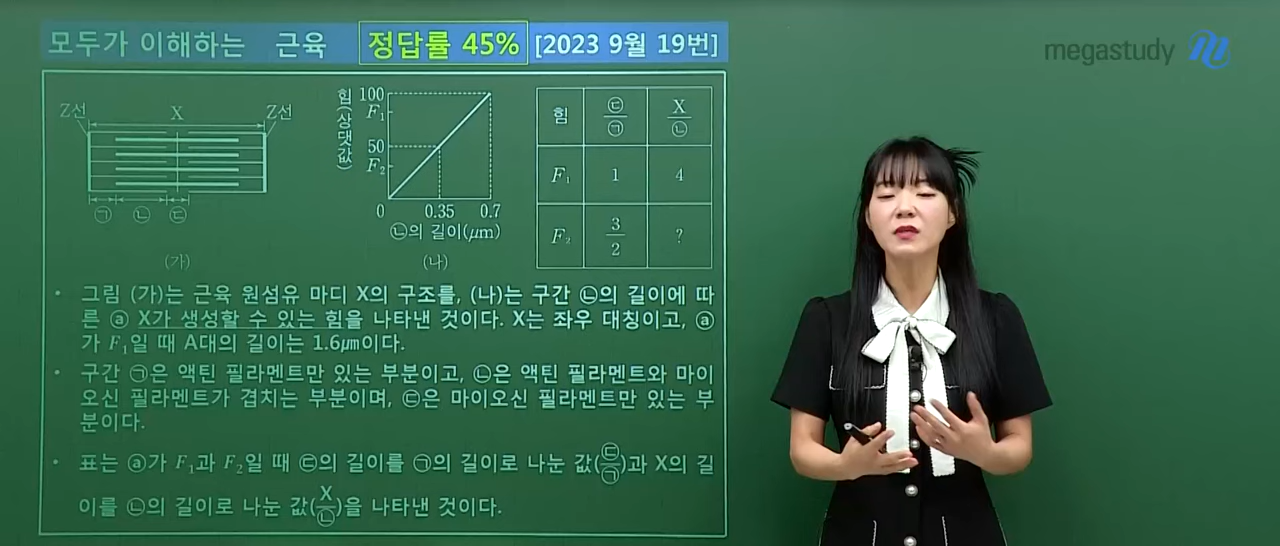 모두가 이해하는 근육 정답률 45% [2023 9월 19번]
megastudy
Z선 X Z선
㉠ ㉡ ㉢
(가)
힘(상댓값)
100
F₁
50
F₂
0 0.35 0.7
㉡의 길이(μm)
(나)
힘 ㉢/㉠ X/㉡
F₁ 1 4
F₂ 3/2 ?
• 그림 (가)는 근육 원섬유 마디 X의 구조를, (나)는 구간 ㉡의 길이에 따
른 ⓐ X가 생성할 수 있는 힘을 나타낸 것이다. X는 좌우 대칭이고, ⓐ
가 F₁일 때 A대의 길이는 1.6㎛이다.
• 구간 ㉠은 액틴 필라멘트만 있는 부분이고, ㉡은 액틴 필라멘트와 마이
오신 필라멘트가 겹치는 부분이며, ㉢은 마이오신 필라멘트만 있는 부
분이다.
• 표는 ⓐ가 F₁과 F₂일 때 ㉢의 길이를 ㉠의 길이로 나눈 값(㉢/㉠)과 X의 길
이를 ㉡의 길이로 나눈 값(X/㉡)을 나타낸 것이다.